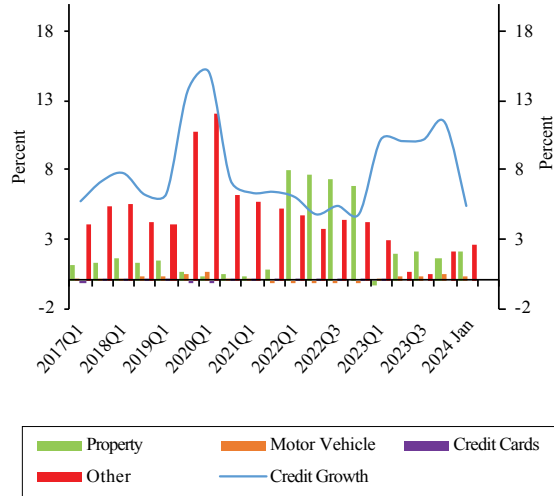 18
18
13
13
8
8
3
3
-2
-2
Percent
Percent
2017Q1
2018Q1
2019Q1
2020Q1
2021Q1
2022Q1
2022Q3
2023Q1
2023Q3
2024 Jan
Property
Motor Vehicle
Credit Cards
Other
Credit Growth